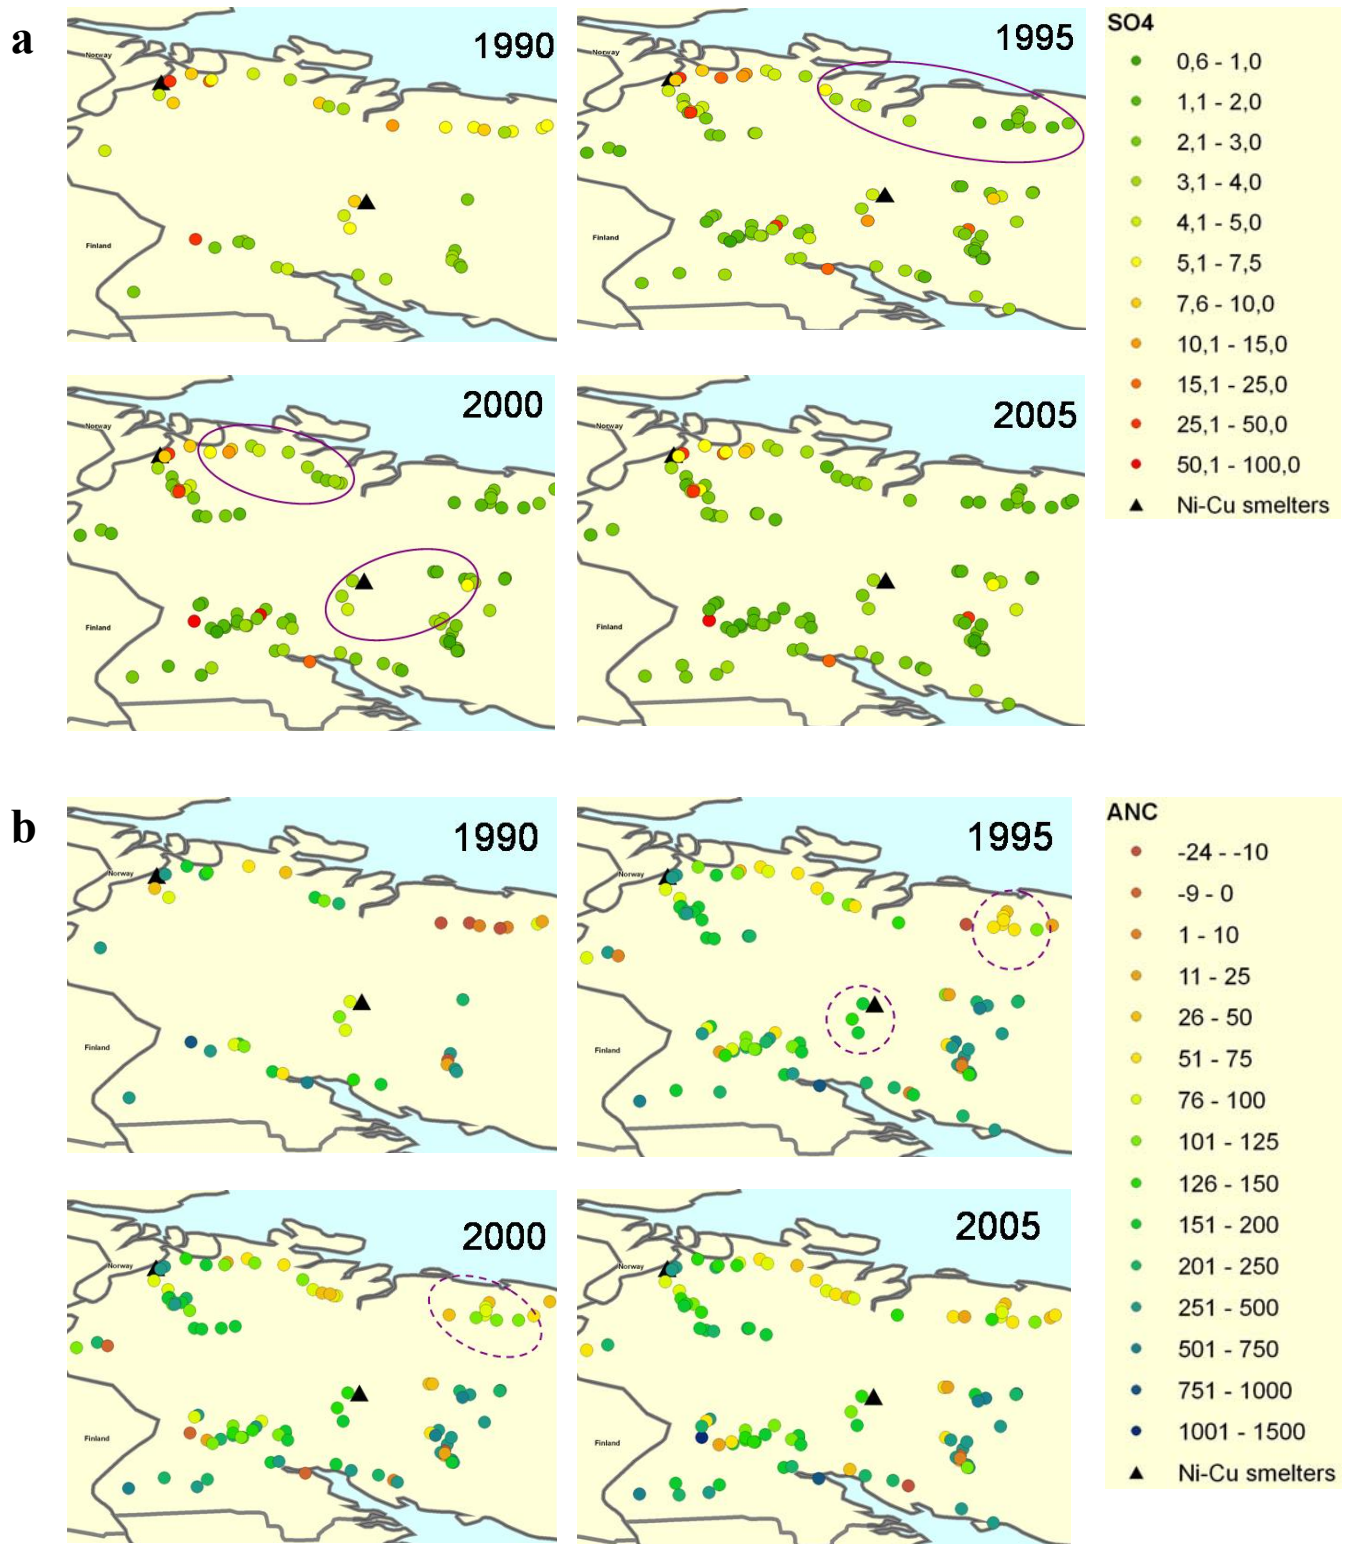 a
1990
Norway
Finland
1995
Norway
Finland
SO4
0,6 - 1,0
1,1 - 2,0
2,1 - 3,0
3,1 - 4,0
4,1 - 5,0
5,1 - 7,5
7,6 - 10,0
10,1 - 15,0
15,1 - 25,0
25,1 - 50,0
50,1 - 100,0
Ni-Cu smelters
2000
Norway
Finland
2005
Norway
Finland
b
1990
Norway
Finland
1995
Norway
Finland
ANC
-24 - -10
-9 - 0
1 - 10
11 - 25
26 - 50
51 - 75
76 - 100
101 - 125
126 - 150
151 - 200
201 - 250
251 - 500
501 - 750
751 - 1000
1001 - 1500
Ni-Cu smelters
2000
Norway
Finland
2005
Norway
Finland